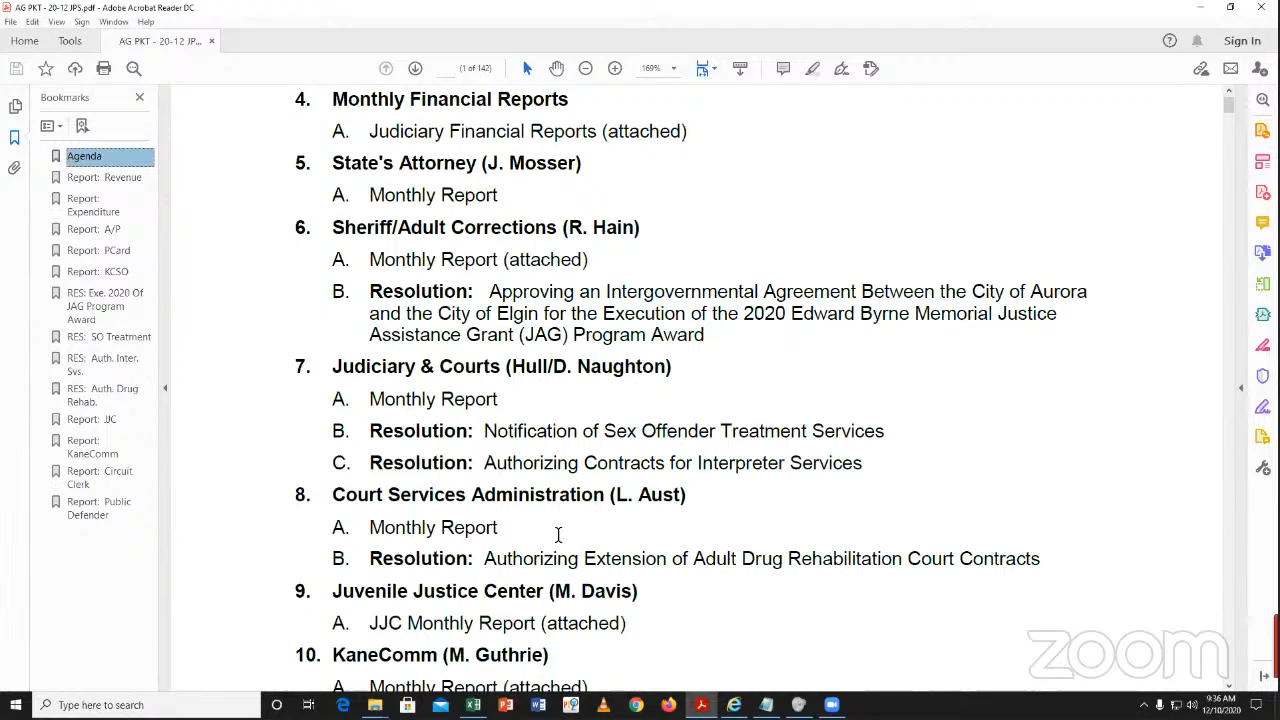 AG PKT - 20-12 JPS.pdf - Adobe Acrobat Reader DC
File Edit View Sign Window Help
Home Tools AG PKT - 20-12 JP... × Sign In
(1 of 142) 169%
Bookmarks
Agenda
Report: Revenue
Report:
Expenditure
Report: A/P
Report: PCard
Report: KCSO
RES: Exe. 2020 Of
JAG Program
Award
RES: SO Treatment
RES: Auth. Inter.
Svs.
RES: Auth. Drug
Rehab.
Report: JJC
Report:
KaneComm
Report: Circuit
Clerk
Report: Public
Defender
4. Monthly Financial Reports
A. Judiciary Financial Reports (attached)
5. State's Attorney (J. Mosser)
A. Monthly Report
6. Sheriff/Adult Corrections (R. Hain)
A. Monthly Report (attached)
B. Resolution: Approving an Intergovernmental Agreement Between the City of Aurora
and the City of Elgin for the Execution of the 2020 Edward Byrne Memorial Justice
Assistance Grant (JAG) Program Award
7. Judiciary & Courts (Hull/D. Naughton)
A. Monthly Report
B. Resolution: Notification of Sex Offender Treatment Services
C. Resolution: Authorizing Contracts for Interpreter Services
8. Court Services Administration (L. Aust)
A. Monthly Report
B. Resolution: Authorizing Extension of Adult Drug Rehabilitation Court Contracts
9. Juvenile Justice Center (M. Davis)
A. JJC Monthly Report (attached)
10. KaneComm (M. Guthrie)
A. Monthly Report (attached)
zoom
Type here to search
9:36 AM
12/10/2020